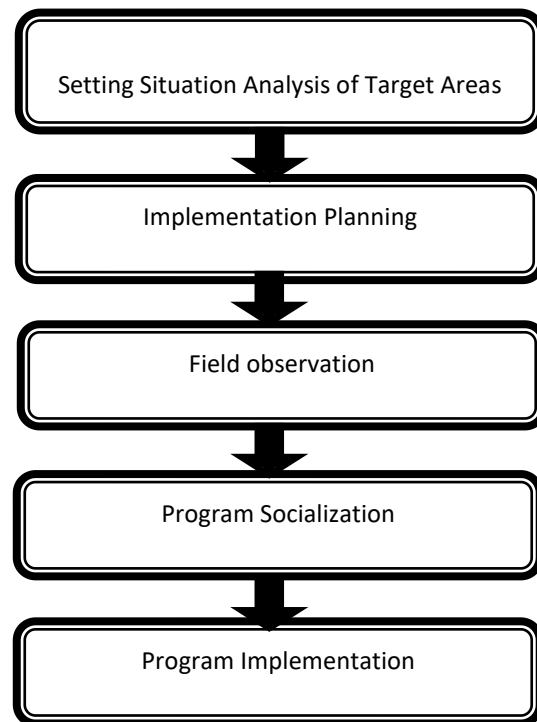 Setting Situation Analysis of Target Areas
Implementation Planning
Field observation
Program Socialization
Program Implementation